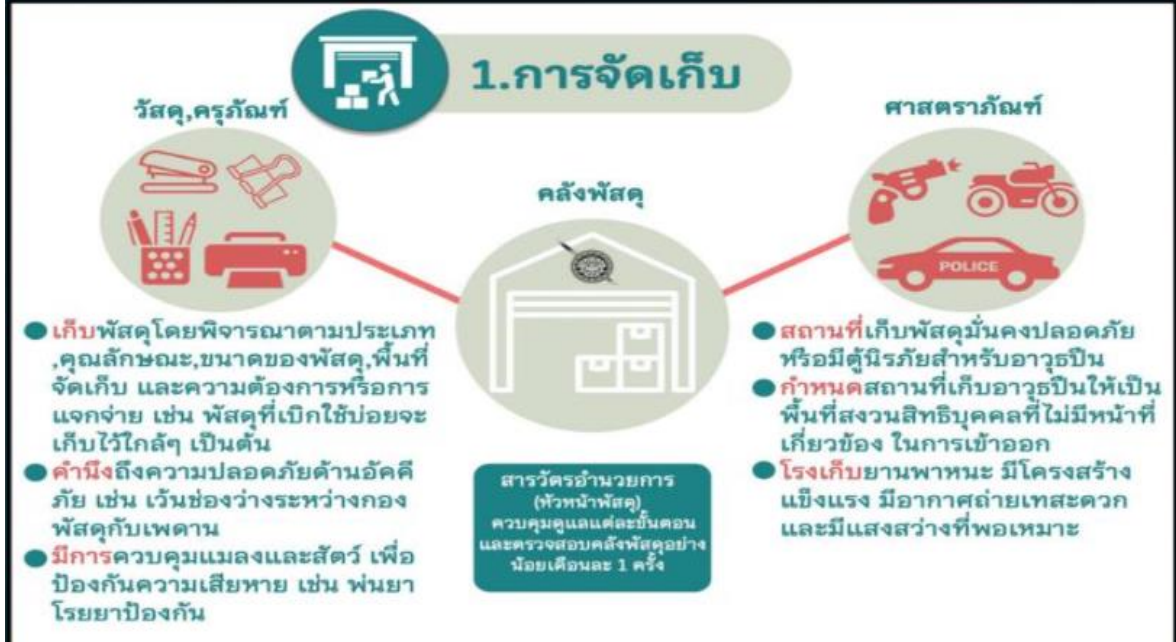 1.การจัดเก็บ
วัสดุ,ครุภัณฑ์
เก็บพัสดุโดยพิจารณาตามประเภท
,คุณลักษณะ,ขนาดของพัสดุ,พื้นที่
จัดเก็บ และความต้องการหรือการ
แจกจ่าย เช่น พัสดุที่เบิกใช้บ่อยจะ
เก็บไว้ใกล้ๆ เป็นต้น
คำนึงถึงความปลอดภัยด้านอัคคี
ภัย เช่น เว้นช่องว่างระหว่างกอง
พัสดุกับเพดาน
มีการควบคุมแมลงและสัตว์ เพื่อ
ป้องกันความเสียหาย เช่น พ่นยา
โรยยาป้องกัน
คลังพัสดุ
สารวัตรอำนวยการ
(หัวหน้าพัสดุ)
ควบคุมดูแลแต่ละขั้นตอน
และตรวจสอบคลังพัสดุอย่าง
น้อยเดือนละ 1 ครั้ง
ศาสตราภัณฑ์
POLICE
สถานที่เก็บพัสดุมั่นคงปลอดภัย
หรือมีตู้นิรภัยสำหรับอาวุธปืน
กำหนดสถานที่เก็บอาวุธปืนให้เป็น
พื้นที่สงวนสิทธิบุคคลที่ไม่มีหน้าที่
เกี่ยวข้อง ในการเข้าออก
โรงเก็บยานพาหนะ มีโครงสร้าง
แข็งแรง มีอากาศถ่ายเทสะดวก
และมีแสงสว่างที่พอเหมาะ